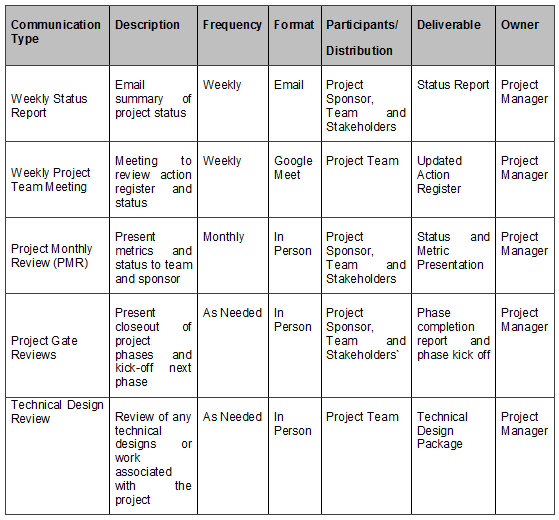 Communication
Type
Description
Frequency
Format
Participants/
Distribution
Deliverable
Owner
Weekly Status
Report
Email
summary of
project status
Weekly
Email
Project
Sponsor,
Team and
Stakeholders
Status Report
Project
Manager
Weekly Project
Team Meeting
Meeting to
review action
register and
status
Weekly
Google
Meet
Project Team
Updated
Action
Register
Project
Manager
Project Monthly
Review (PMR)
Present
metrics and
status to team
and sponsor
Monthly
In
Person
Project
Sponsor,
Team and
Stakeholders
Status and
Metric
Presentation
Project
Manager
Project Gate
Reviews
Present
closeout of
project
phases and
kick-off next
phase
As Needed
In
Person
Project
Sponsor,
Team and
Stakeholders`
Phase
completion
report and
phase kick off
Project
Manager
Technical Design
Review
Review of any
technical
designs or
work
associated
with the
project
As Needed
In
Person
Project Team
Technical
Design
Package
Project
Manager